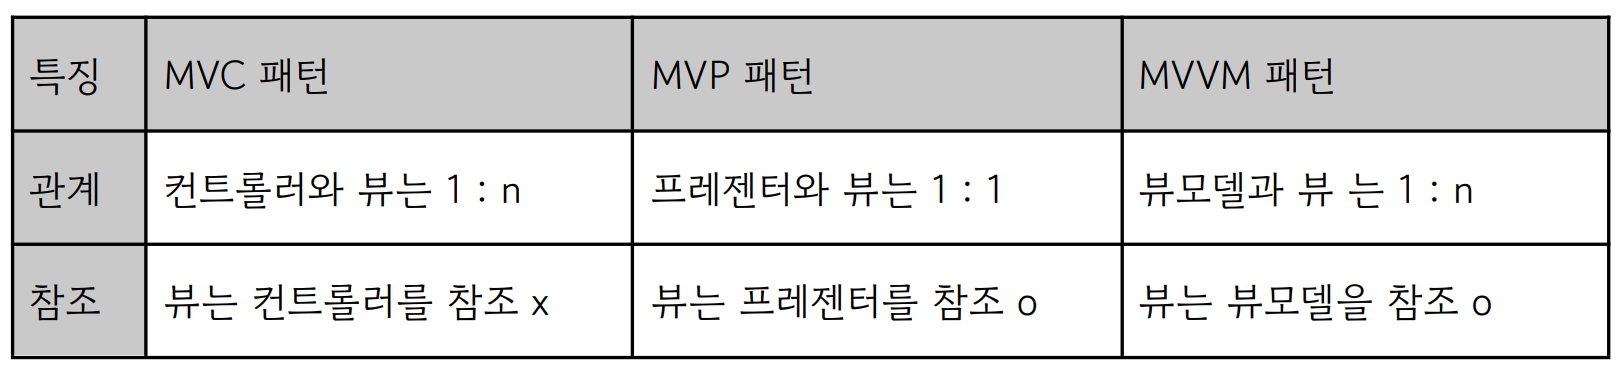 특징 MVC 패턴 MVP 패턴 MVVM 패턴
관계 컨트롤러와 뷰는 1 : n 프레젠터와 뷰는 1 : 1 뷰모델과 뷰 는 1 : n
참조 뷰는 컨트롤러를 참조 x 뷰는 프레젠터를 참조 o 뷰는 뷰모델을 참조 o